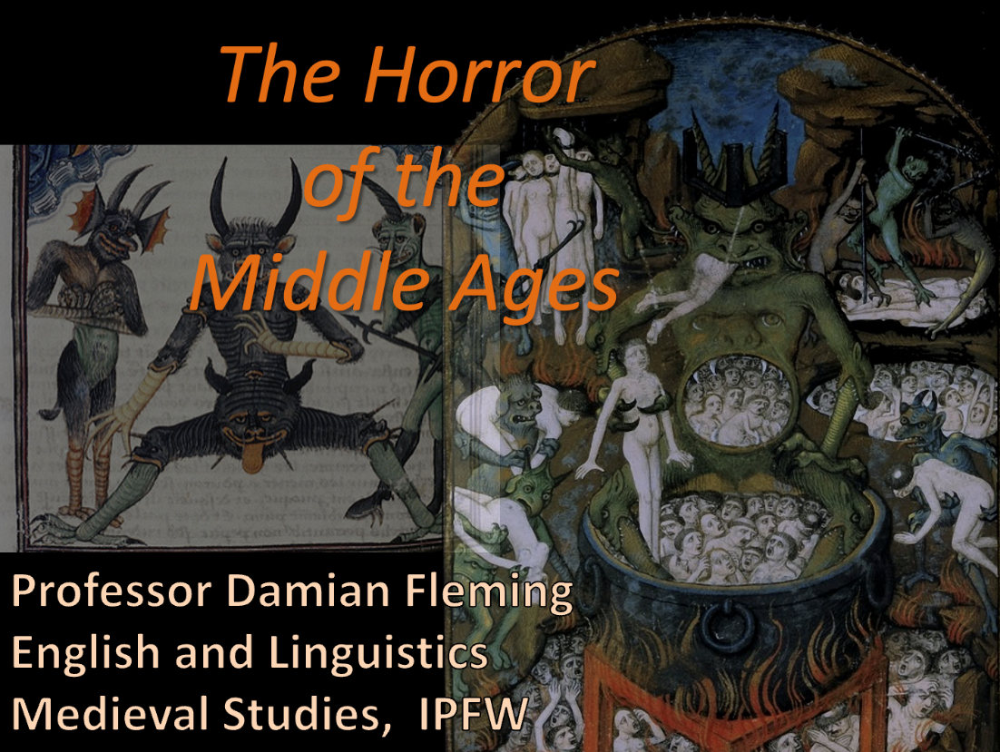 The Horror
of the
Middle Ages
Professor Damian Fleming
English and Linguistics
Medieval Studies,  IPFW